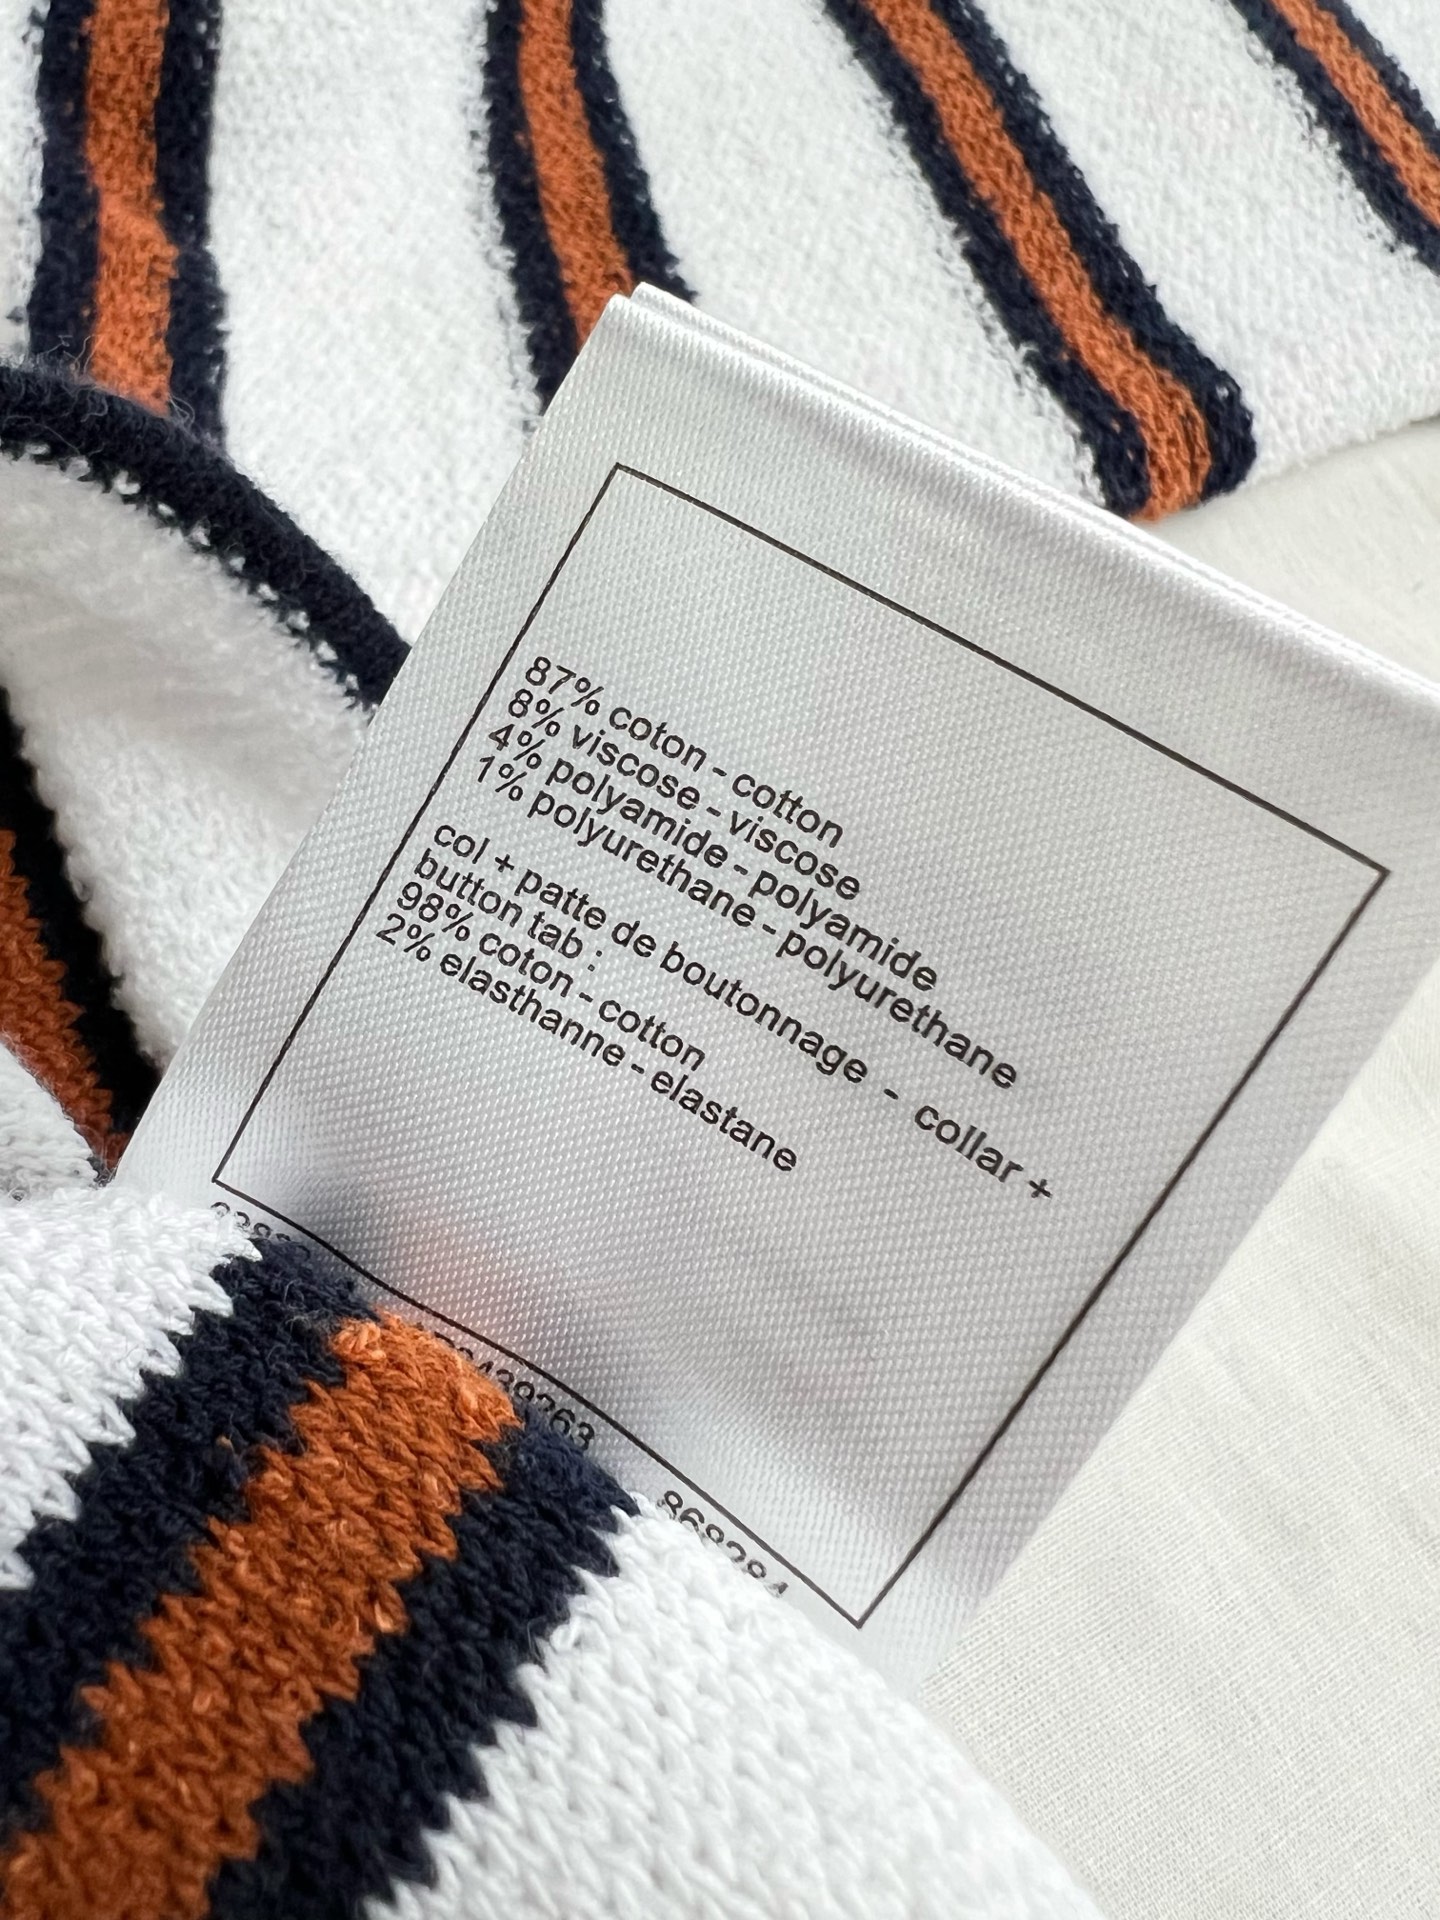 87% coton - cotton
8% viscose - viscose
4% polyamide - polyamide
1% polyurethane - polyurethane
col + patte de boutonnage - collar +
button tab :
98% coton - cotton
2% elasthanne - elastane